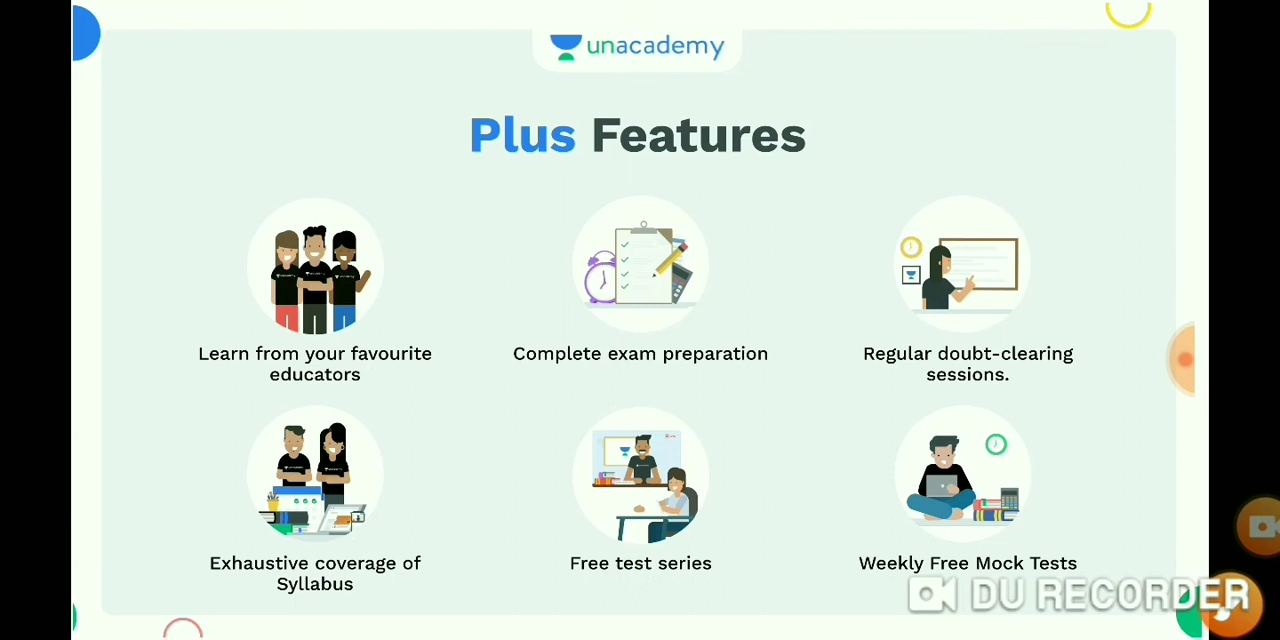 unacademy
Plus Features
Learn from your favourite
educators
Complete exam preparation
Regular doubt-clearing
sessions.
Exhaustive coverage of
Syllabus
Free test series
Weekly Free Mock Tests
DU RECORDER